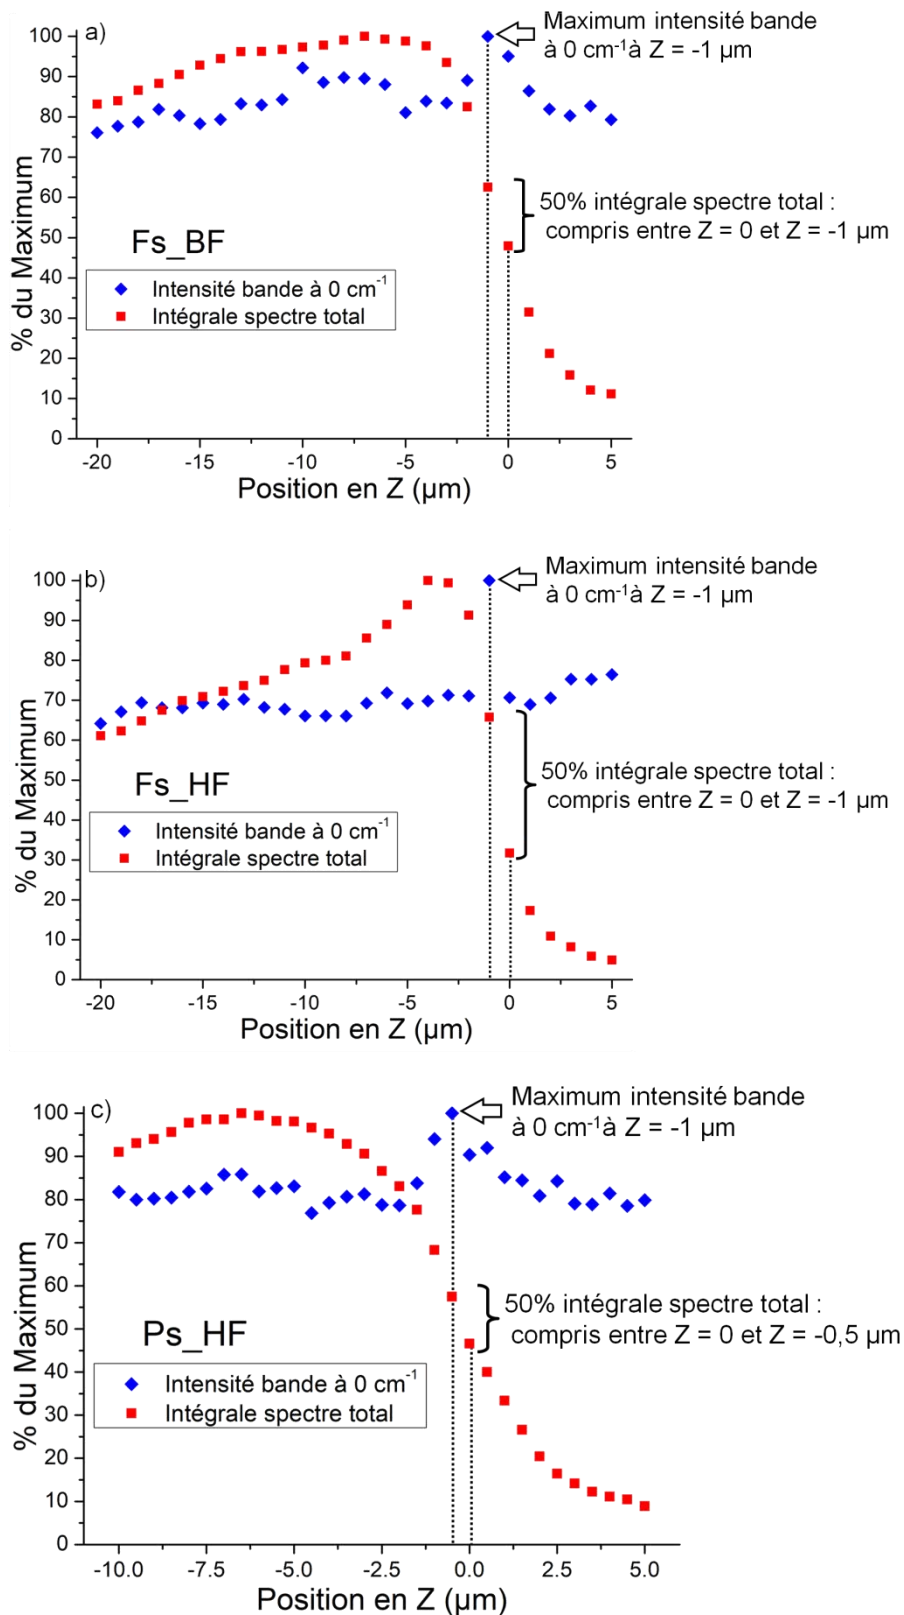 a)
Maximum intensité bande
à 0 cm⁻¹à Z = -1 µm
100
90
80
70
60
50
40
30
20
10
0
% du Maximum
50% intégrale spectre total :
compris entre Z = 0 et Z = -1 µm
Fs_BF
Intensité bande à 0 cm⁻¹
Intégrale spectre total
-20 -15 -10 -5 0 5
Position en Z (µm)
b)
Maximum intensité bande
à 0 cm⁻¹à Z = -1 µm
100
90
80
70
60
50
40
30
20
10
0
% du Maximum
50% intégrale spectre total :
compris entre Z = 0 et Z = -1 µm
Fs_HF
Intensité bande à 0 cm⁻¹
Intégrale spectre total
-20 -15 -10 -5 0 5
Position en Z (µm)
c)
Maximum intensité bande
à 0 cm⁻¹à Z = -1 µm
100
90
80
70
60
50
40
30
20
10
0
% du Maximum
50% intégrale spectre total :
compris entre Z = 0 et Z = -0,5 µm
Ps_HF
Intensité bande à 0 cm⁻¹
Intégrale spectre total
-10.0 -7.5 -5.0 -2.5 0.0 2.5 5.0
Position en Z (µm)